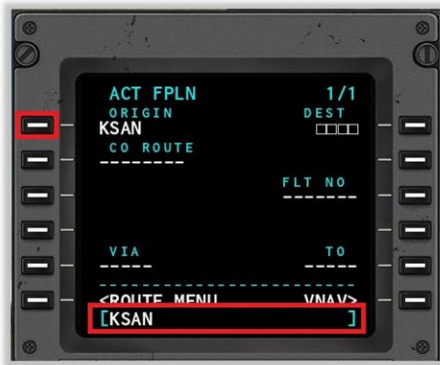 ACT FPLN 1/1
ORIGIN DEST
KSAN □□□□
CO ROUTE
--------
FLT NO
-------
VIA TO
----- -----
------------------------
<ROUTE MENU VNAV>
[KSAN ]